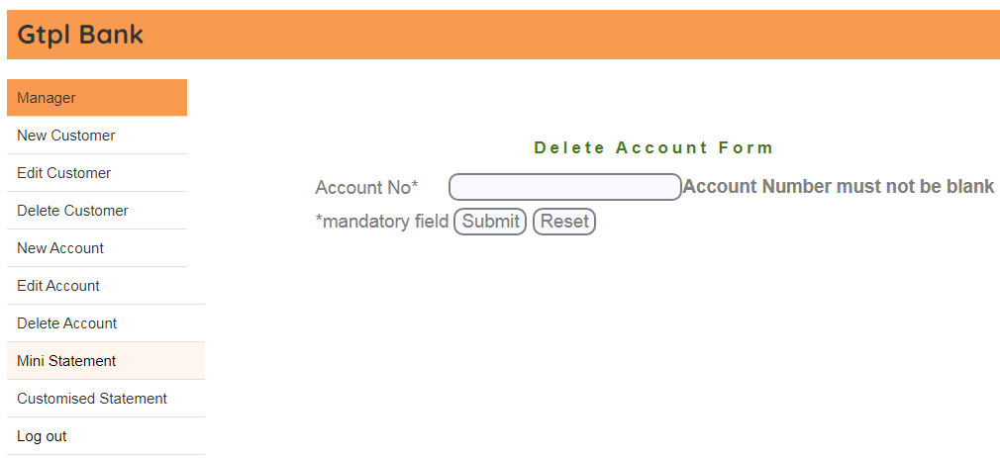 Gtpl Bank
Manager
New Customer
Edit Customer
Delete Customer
New Account
Edit Account
Delete Account
Mini Statement
Customised Statement
Log out
Delete Account Form
Account No* Account Number must not be blank
*mandatory field Submit Reset